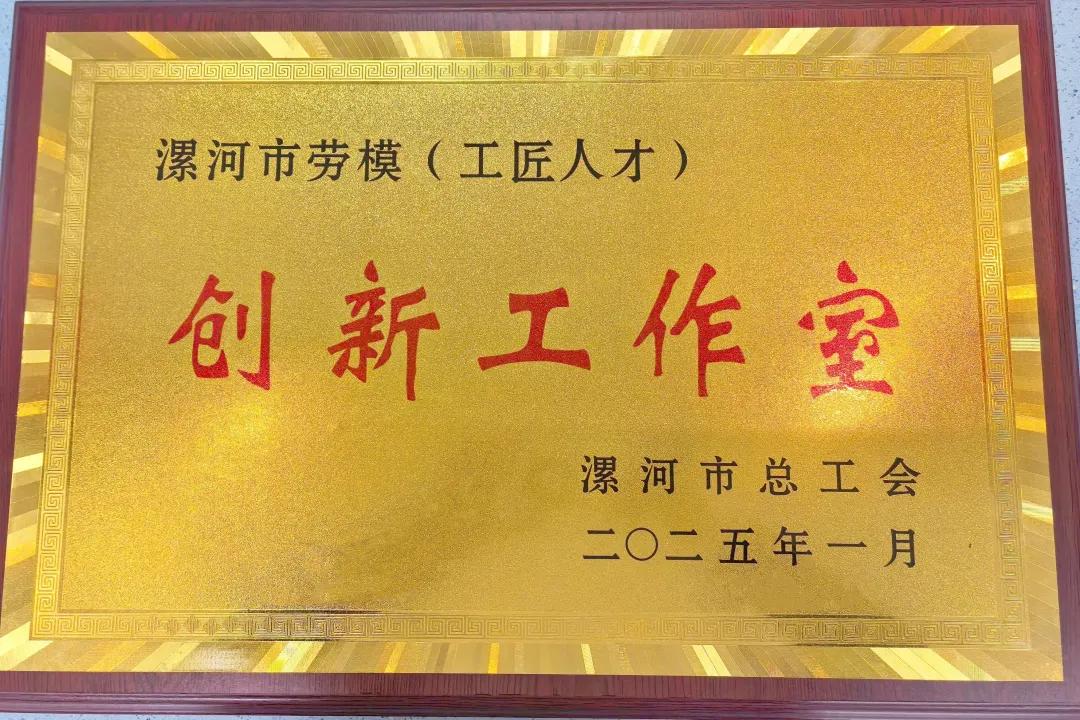 漯河市劳模（工匠人才）
创新工作室
漯河市总工会
二〇二五年一月